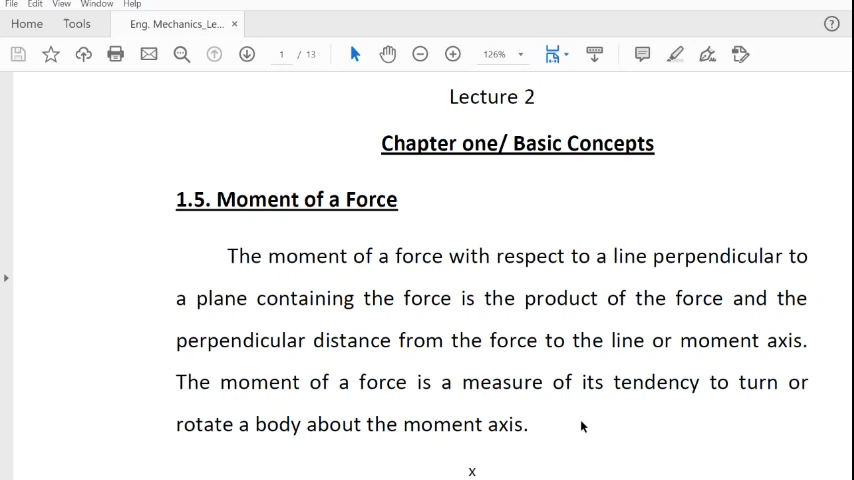 File Edit View Window Help
Home Tools Eng. Mechanics_Le... ×
1 / 13 126%
Lecture 2
Chapter one/ Basic Concepts
1.5. Moment of a Force
The moment of a force with respect to a line perpendicular to
a plane containing the force is the product of the force and the
perpendicular distance from the force to the line or moment axis.
The moment of a force is a measure of its tendency to turn or
rotate a body about the moment axis.
x